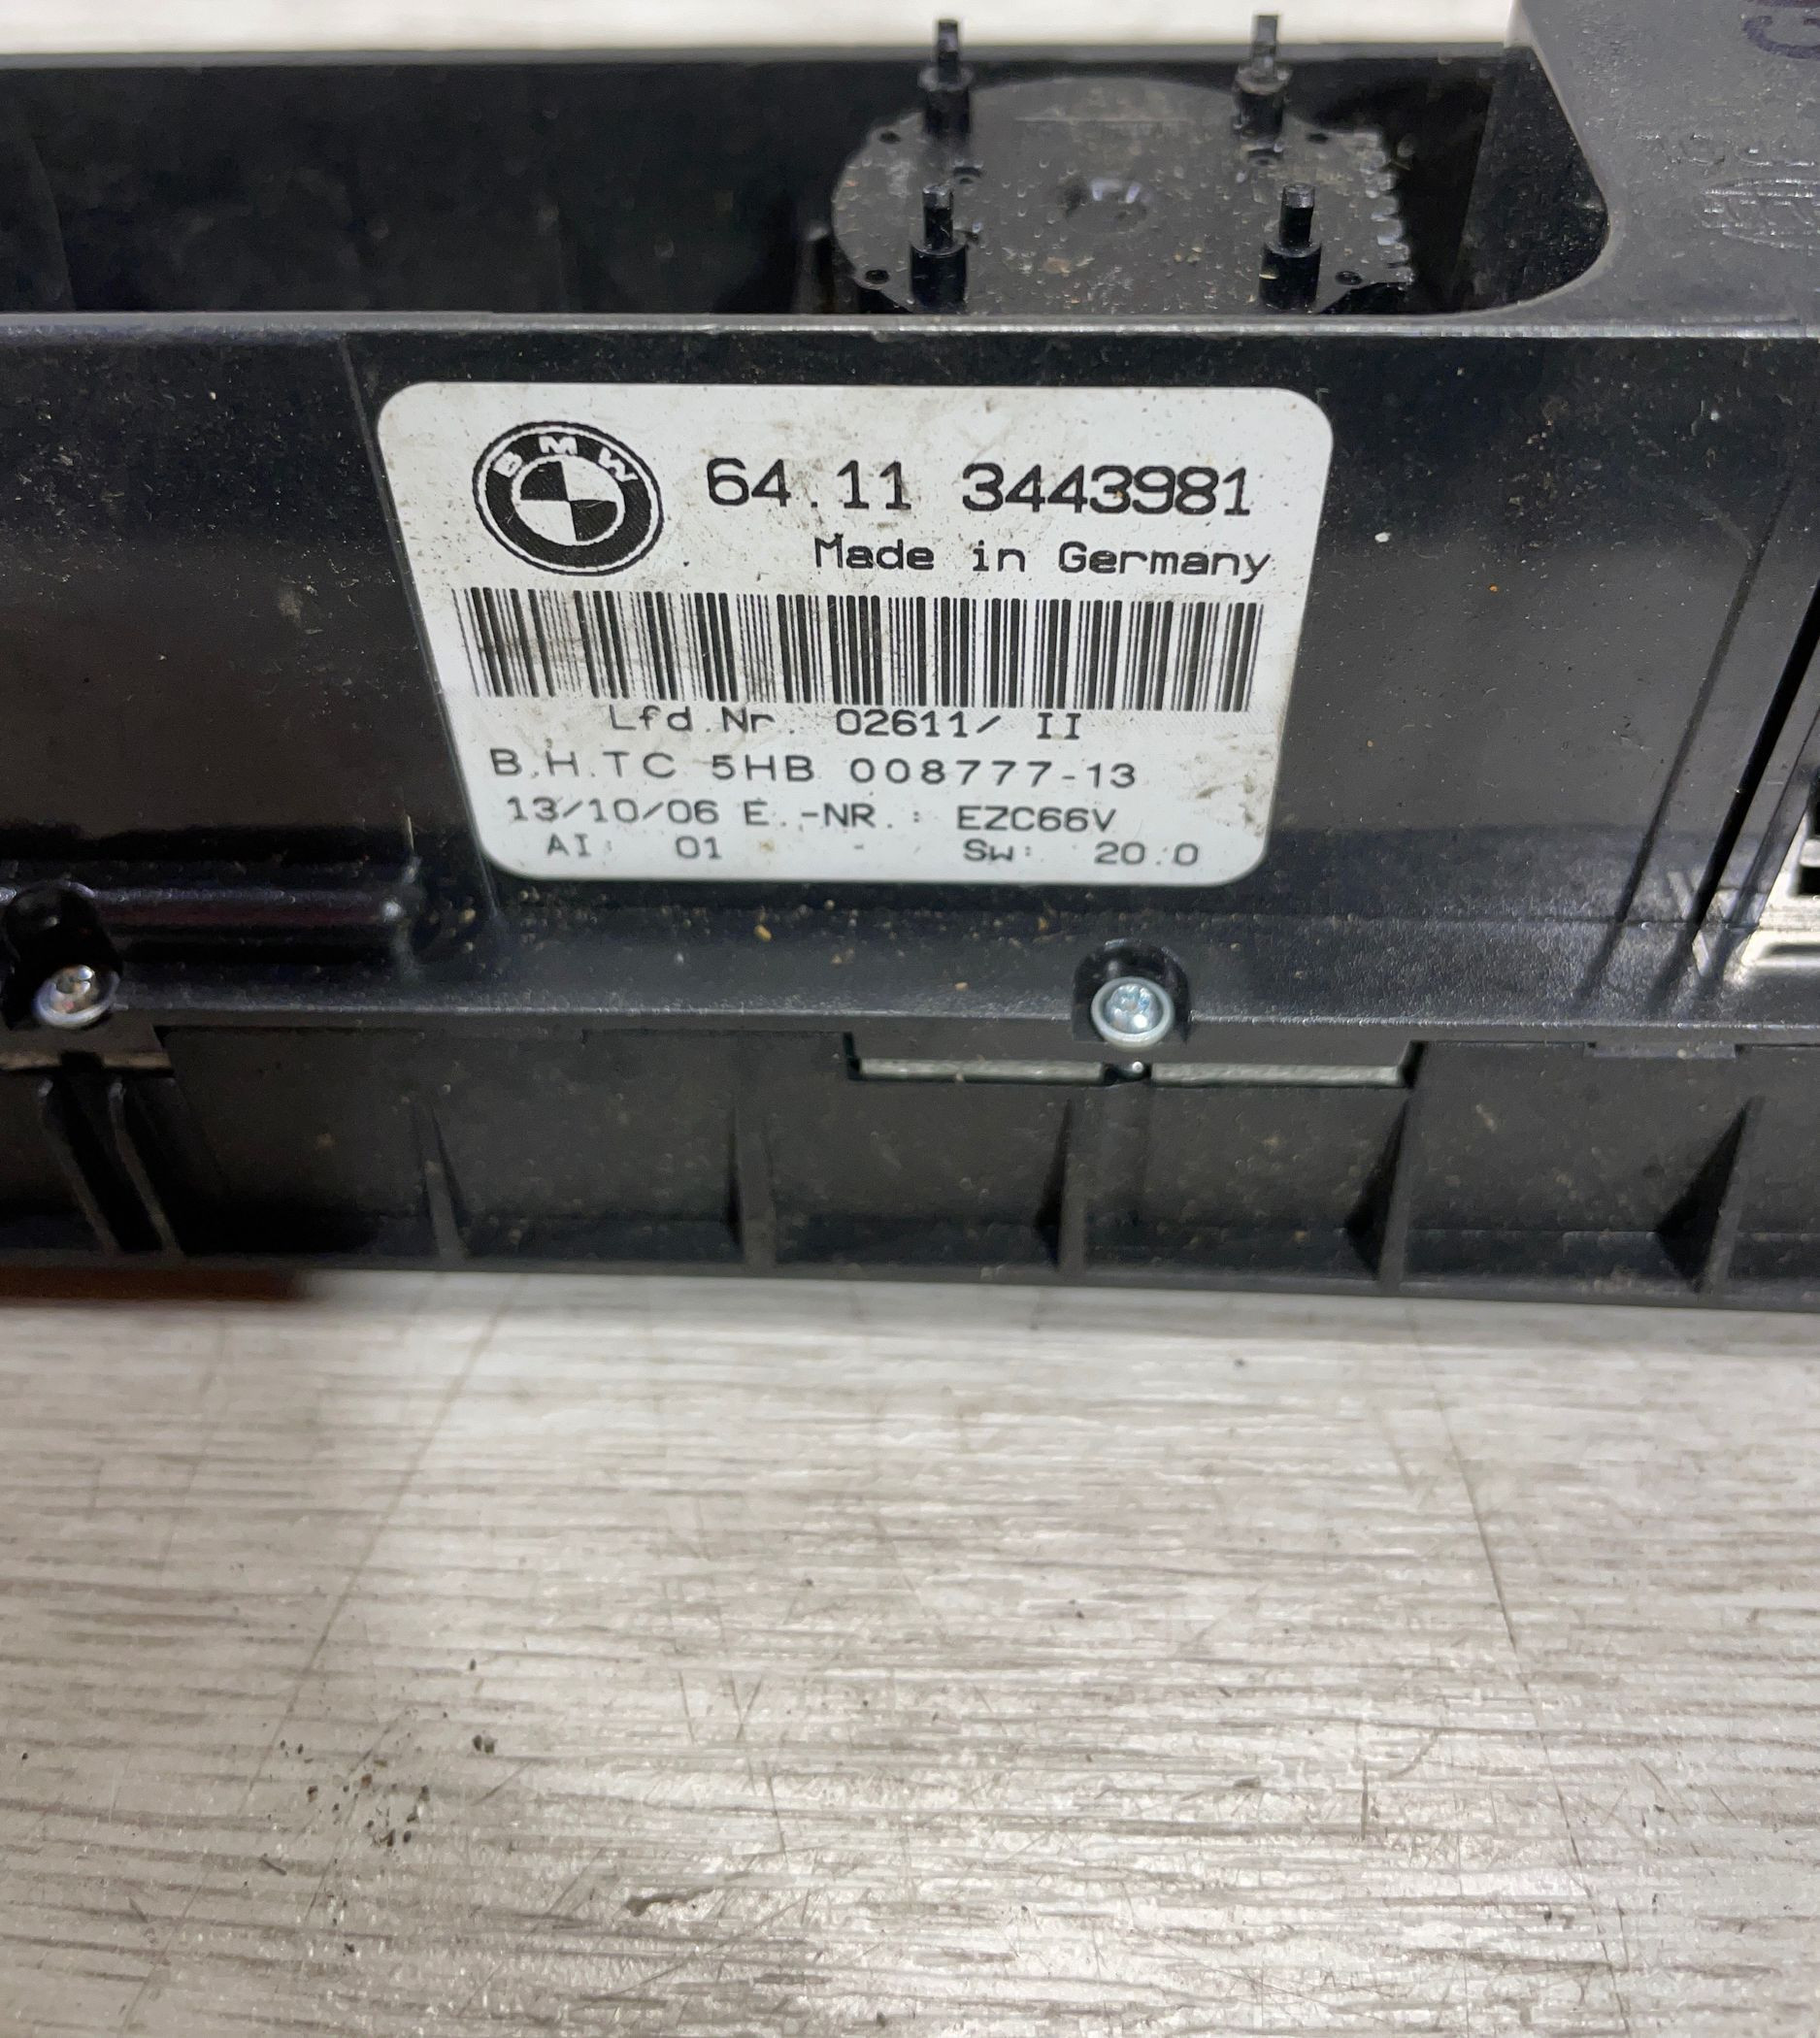 BMW
64.11 3443981
Made in Germany
Lfd.Nr. 02611/ II
B.H.TC 5HB 008777-13
13/10/06 E.-NR.: EZC66V
AI: 01 - Sw: 20.0